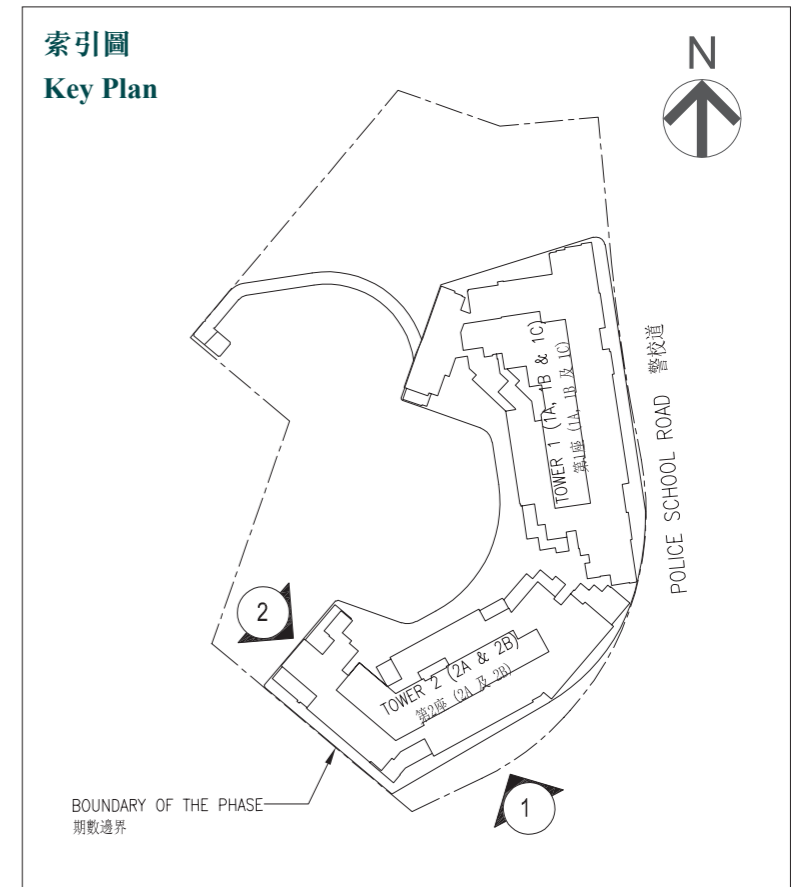 索引圖
Key Plan
N
POLICE SCHOOL ROAD 警校道
TOWER 1 (1A, 1B & 1C)
第1座 (1A, 1B 及 1C)
2
TOWER 2 (2A & 2B)
第2座 (2A 及 2B)
BOUNDARY OF THE PHASE
期數邊界
1